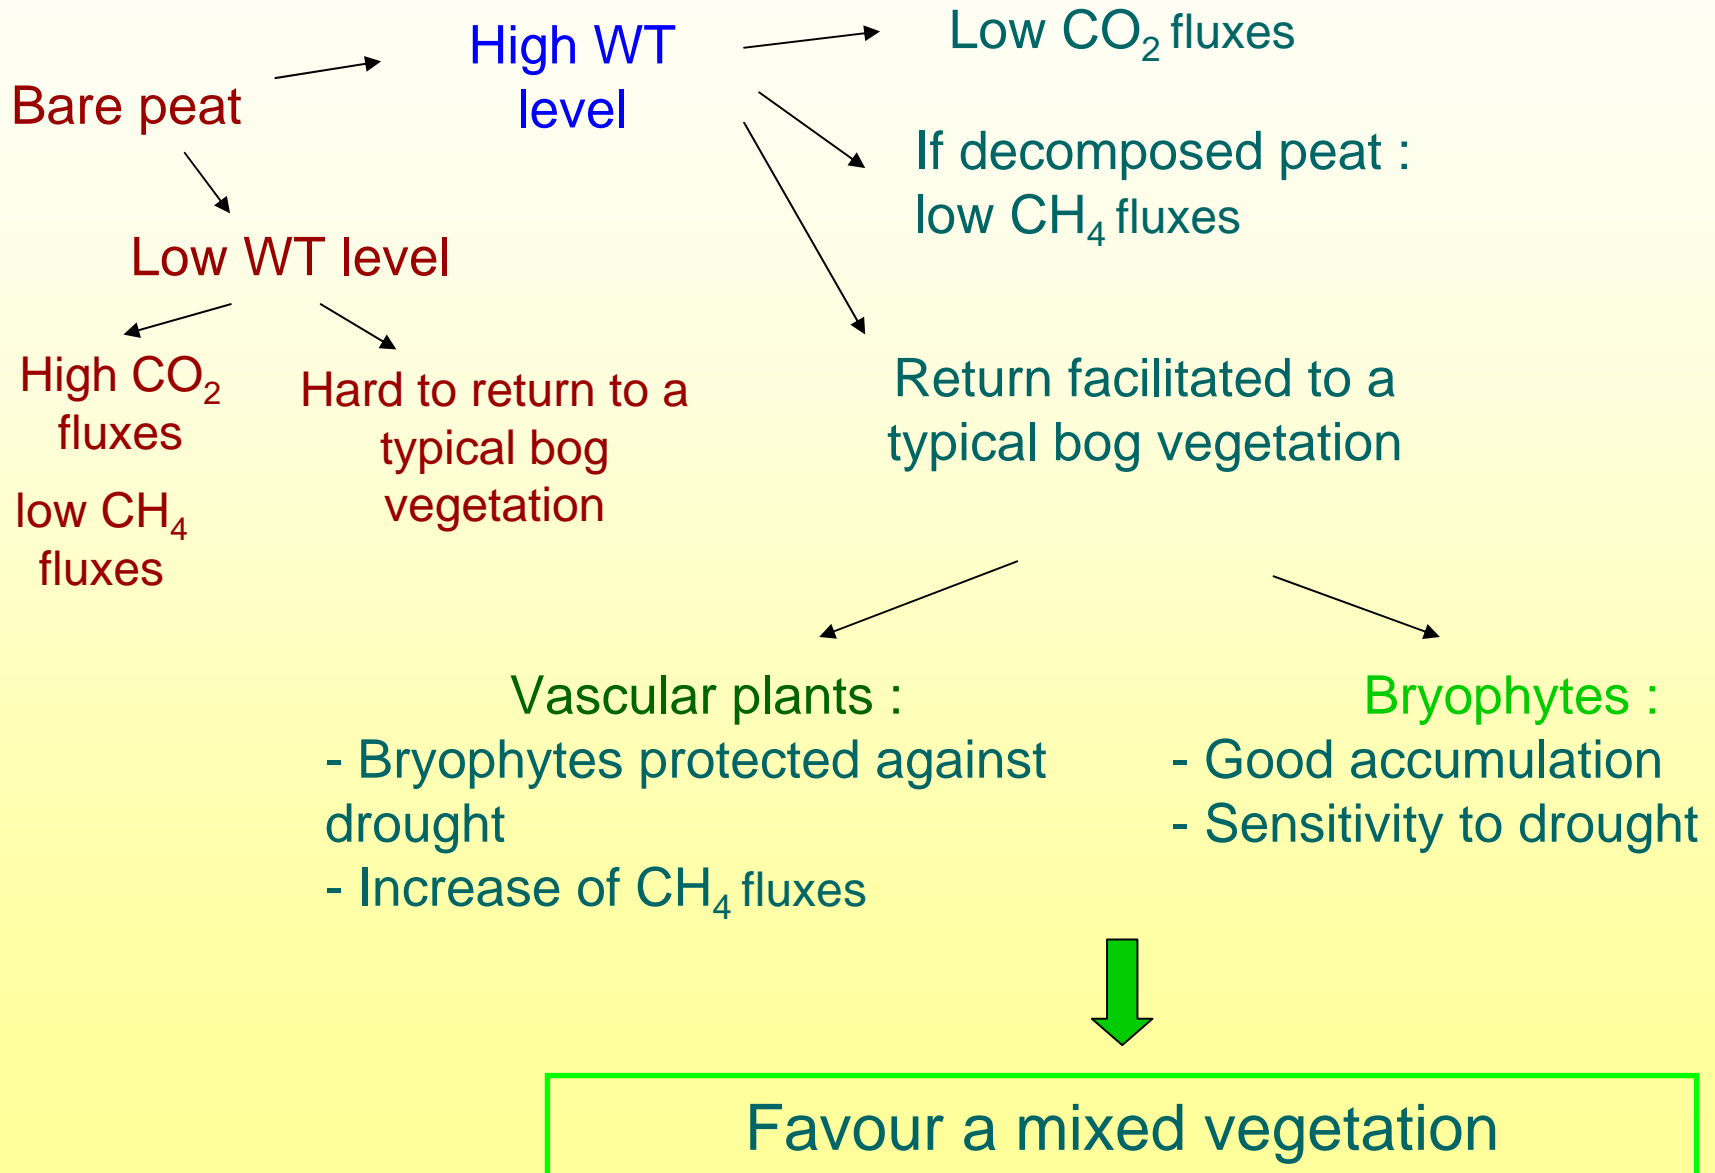 Bare peat
High WT
level
Low CO₂ fluxes
If decomposed peat :
low CH₄ fluxes
Low WT level
High CO₂
fluxes
low CH₄
fluxes
Hard to return to a
typical bog
vegetation
Return facilitated to a
typical bog vegetation
Vascular plants :
- Bryophytes protected against
drought
- Increase of CH₄ fluxes
Bryophytes :
- Good accumulation
- Sensitivity to drought
Favour a mixed vegetation